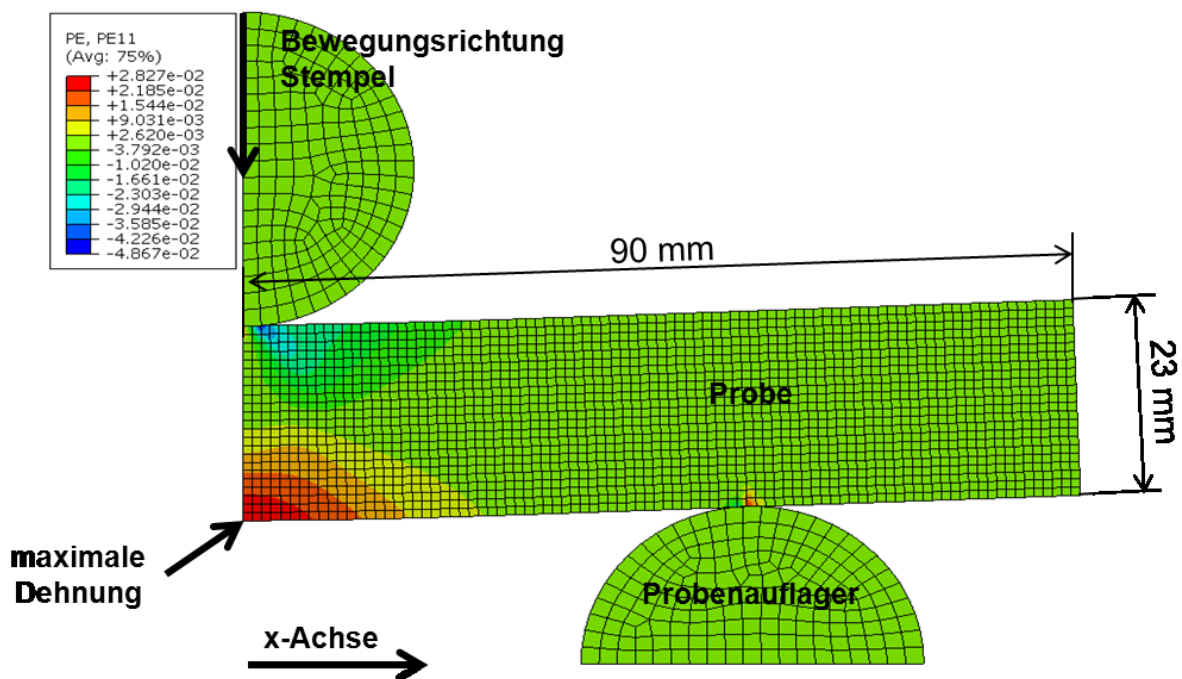 PE, PE11
(Avg: 75%)
+2.827e-02
+2.185e-02
+1.544e-02
+9.031e-03
+2.620e-03
-3.792e-03
-1.020e-02
-1.661e-02
-2.303e-02
-2.944e-02
-3.585e-02
-4.226e-02
-4.867e-02
Bewegungsrichtung
Stempel
90 mm
23 mm
Probe
maximale
Dehnung
Probenauflager
x-Achse